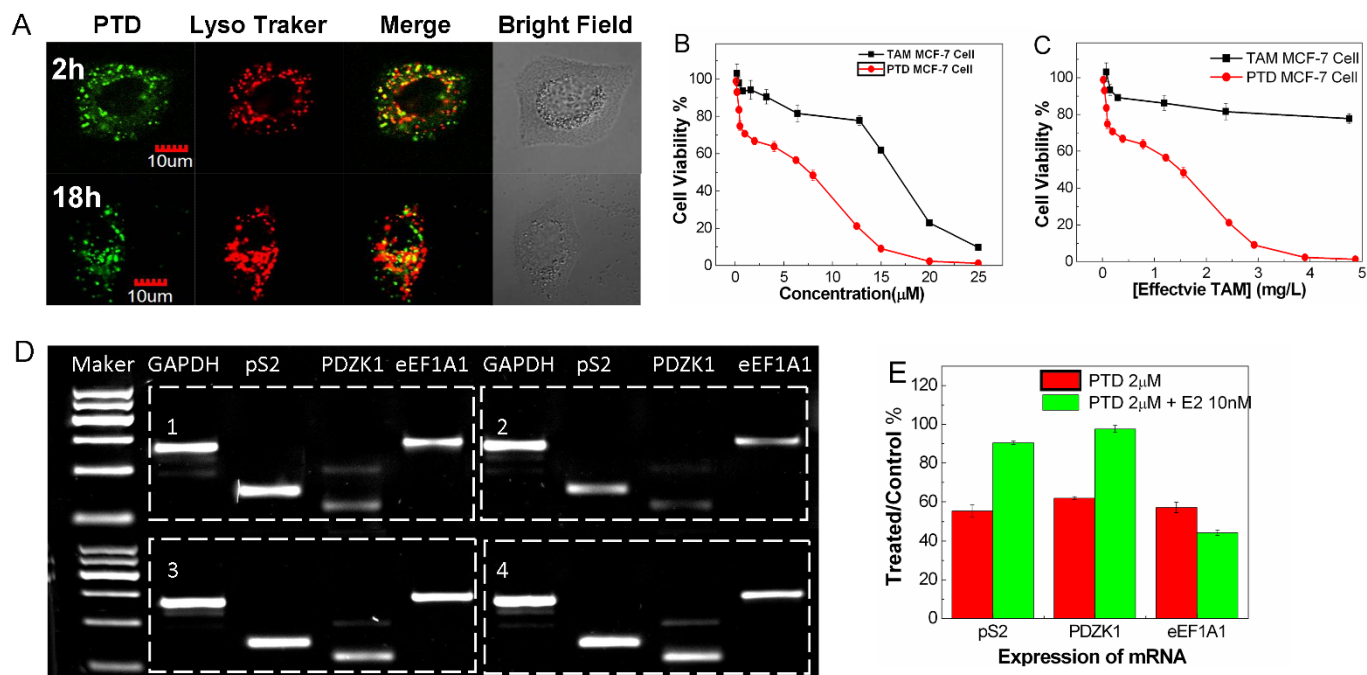 A
PTD Lyso Traker Merge Bright Field
2h
10um
18h
10um
B
TAM MCF-7 Cell
PTD MCF-7 Cell
Cell Viability %
100
80
60
40
20
0
0 5 10 15 20 25
Concentration(μM)
C
TAM MCF-7 Cell
PTD MCF-7 Cell
Cell Viability %
100
80
60
40
20
0
0 1 2 3 4 5
[Effectvie TAM] (mg/L)
D
Maker GAPDH pS2 PDZK1 eEF1A1 GAPDH pS2 PDZK1 eEF1A1
1 2
3 4
E
PTD 2μM
PTD 2μM + E2 10nM
Treated/Control %
120
100
80
60
40
20
0
pS2 PDZK1 eEF1A1
Expression of mRNA